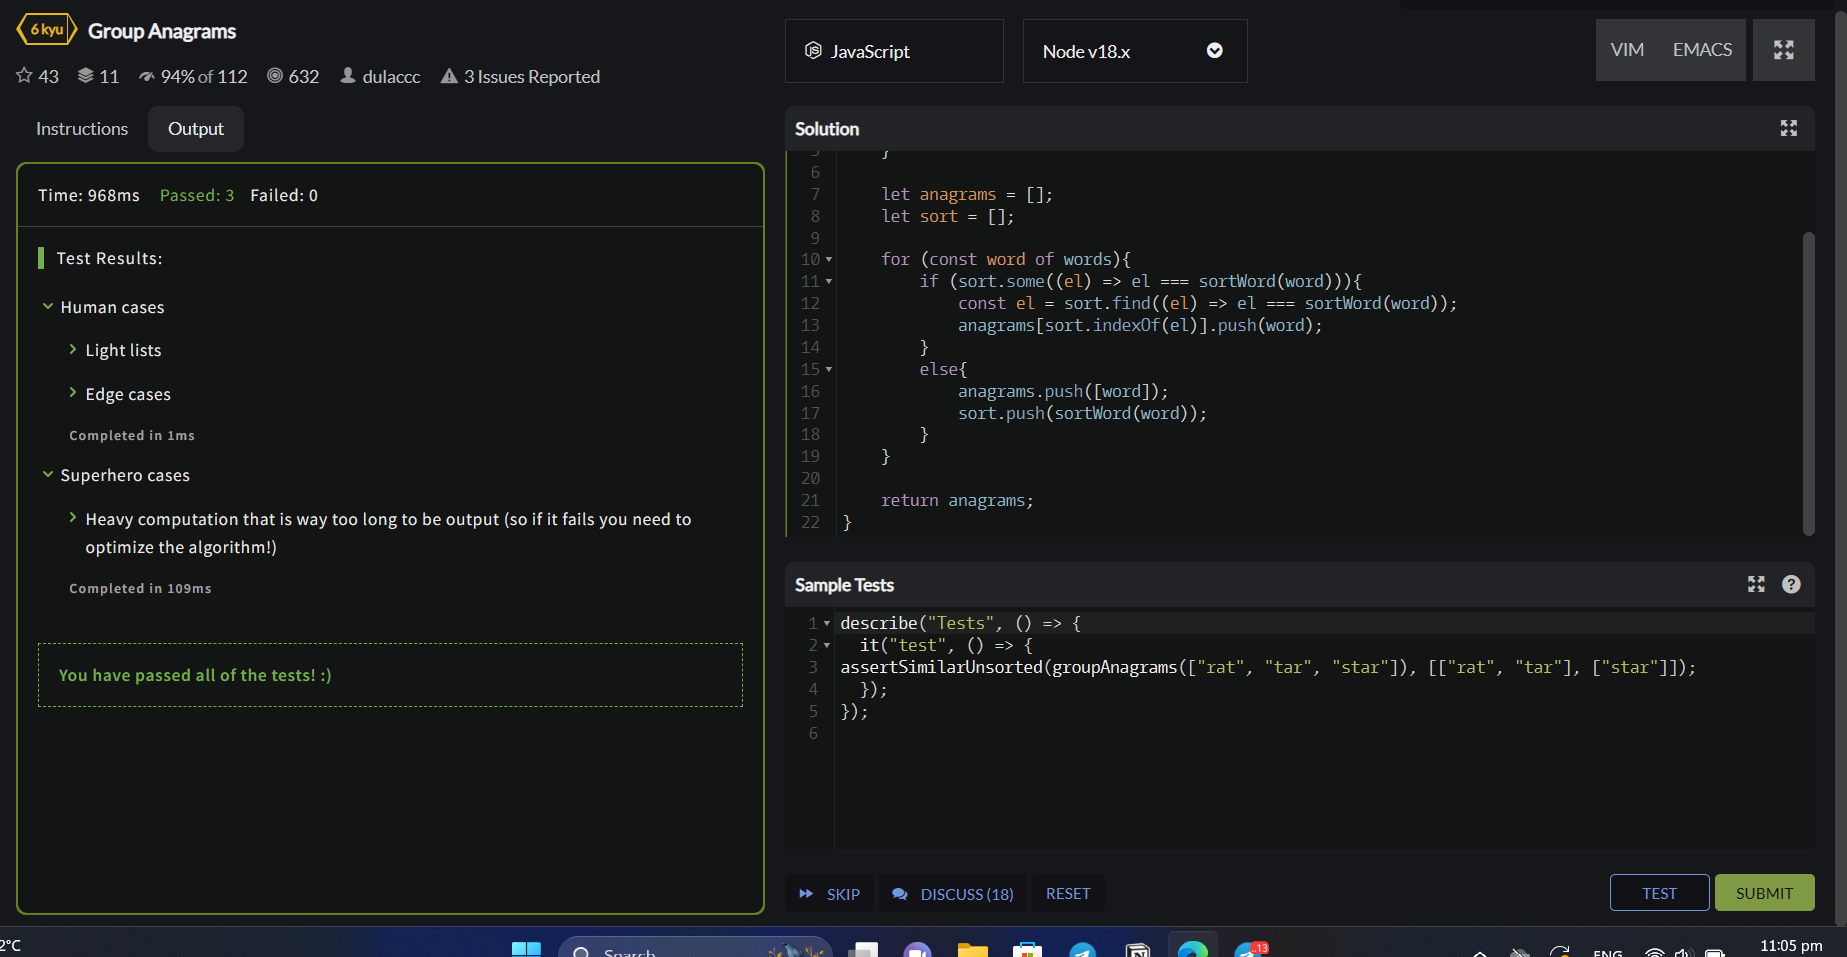 6 kyu
Group Anagrams
43 11 94% of 112 632 dulaccc 3 Issues Reported
Instructions Output
Time: 968ms Passed: 3 Failed: 0
Test Results:
Human cases
Light lists
Edge cases
Completed in 1ms
Superhero cases
Heavy computation that is way too long to be output (so if it fails you need to
optimize the algorithm!)
Completed in 109ms
You have passed all of the tests! :)
JavaScript
Node v18.x
VIM EMACS
Solution
5 }
6
7 let anagrams = [];
8 let sort = [];
9
10 for (const word of words){
11 if (sort.some((el) => el === sortWord(word))){
12 const el = sort.find((el) => el === sortWord(word));
13 anagrams[sort.indexOf(el)].push(word);
14 }
15 else{
16 anagrams.push([word]);
17 sort.push(sortWord(word));
18 }
19 }
20
21 return anagrams;
22 }
Sample Tests
1 describe("Tests", () => {
2 it("test", () => {
3 assertSimilarUnsorted(groupAnagrams(["rat", "tar", "star"]), [["rat", "tar"], ["star"]]);
4 });
5 });
6
SKIP DISCUSS (18) RESET
TEST SUBMIT
2°C
Search
13
ENG
11:05 pm